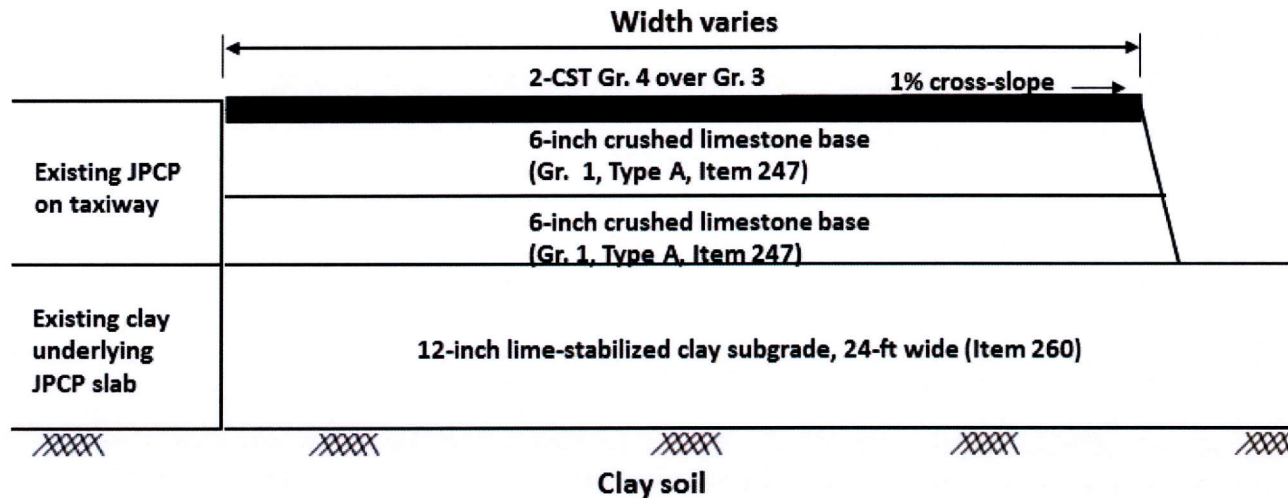 Width varies
2-CST Gr. 4 over Gr. 3
1% cross-slope
6-inch crushed limestone base
(Gr. 1, Type A, Item 247)
Existing JPCP
on taxiway
6-inch crushed limestone base
(Gr. 1, Type A, Item 247)
Existing clay
underlying
JPCP slab
12-inch lime-stabilized clay subgrade, 24-ft wide (Item 260)
Clay soil